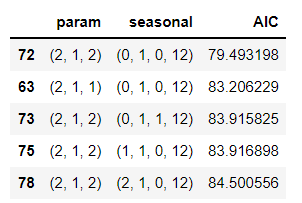 param seasonal AIC
72 (2, 1, 2) (0, 1, 0, 12) 79.493198
63 (2, 1, 1) (0, 1, 0, 12) 83.206229
73 (2, 1, 2) (0, 1, 1, 12) 83.915825
75 (2, 1, 2) (1, 1, 0, 12) 83.916898
78 (2, 1, 2) (2, 1, 0, 12) 84.500556